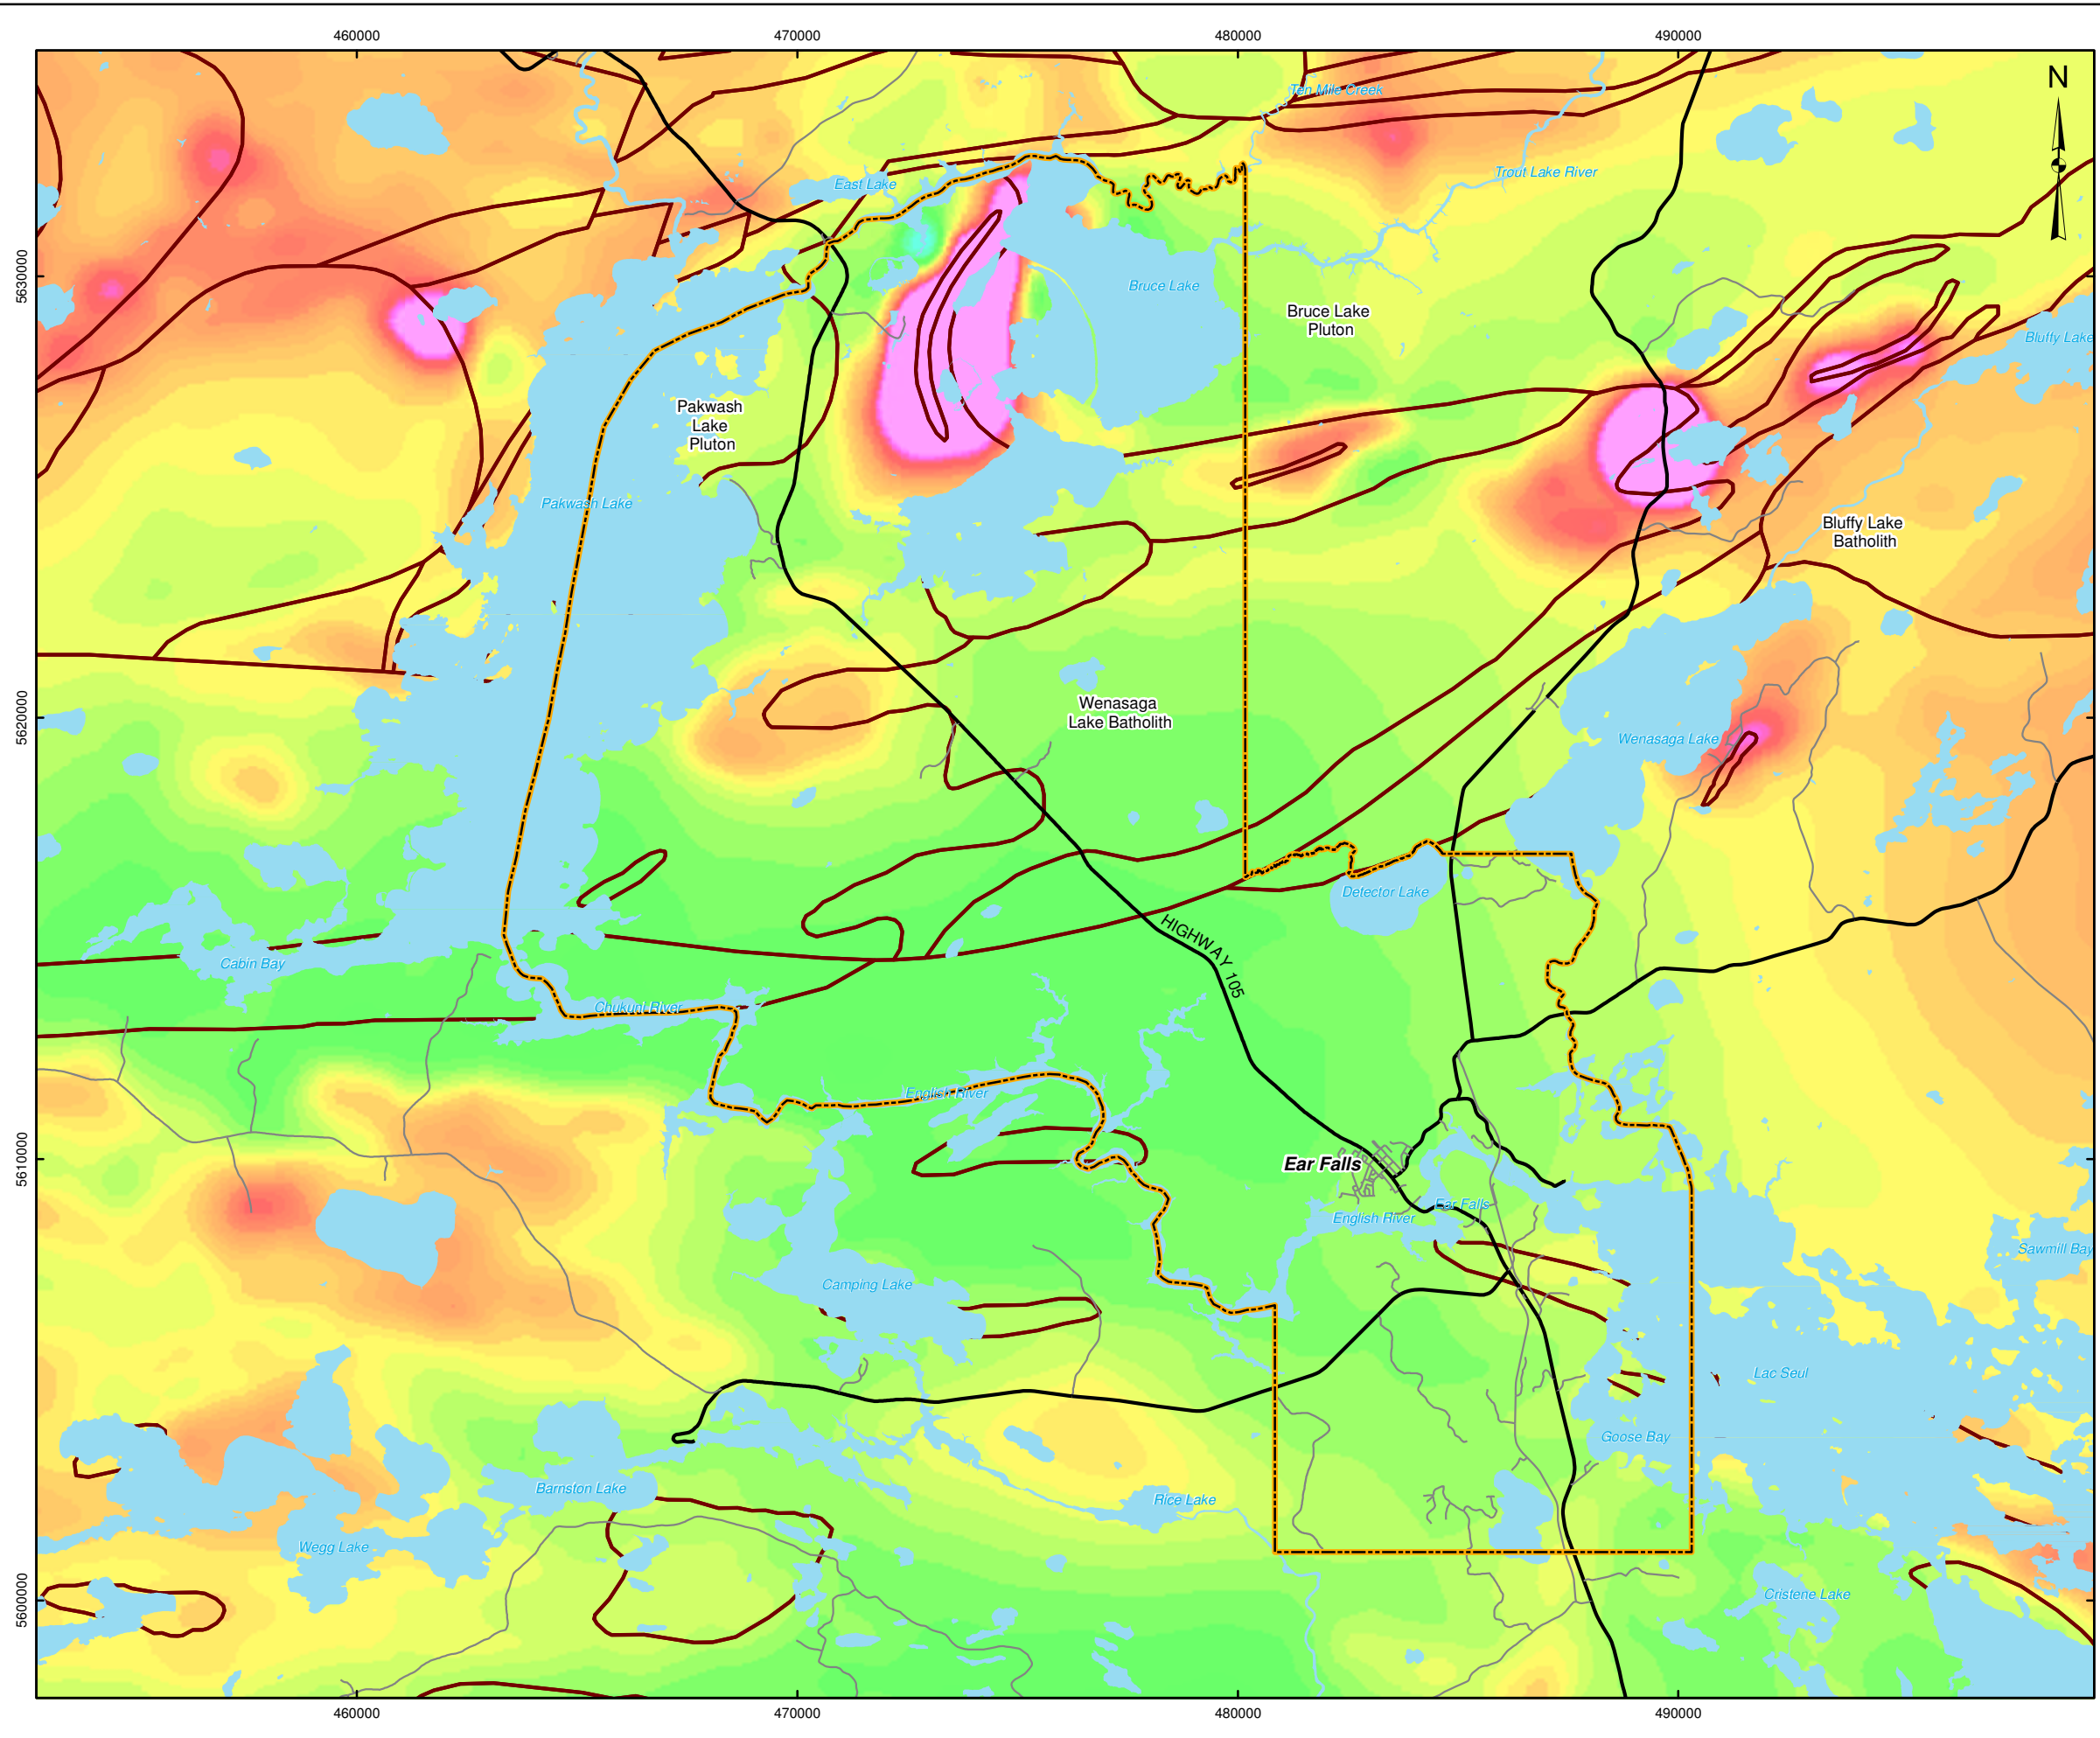 460000
470000
480000
490000
N
Ten Mile Creek
Trout Lake River
East Lake
5630000
Bruce Lake
Bruce Lake
Pluton
Bluffy Lake
Pakwash
Lake
Pluton
Pakwash Lake
Bluffy Lake
Batholith
Wenasaga
Lake Batholith
5620000
Wenasaga Lake
Detector Lake
HIGHWAY 105
Cabin Bay
Chukuni River
English River
5610000
Ear Falls
Ear Falls
English River
Sawmill Bay
Camping Lake
Lac Seul
Goose Bay
Barnston Lake
Rice Lake
Wegg Lake
Cristene Lake
5600000
460000
470000
480000
490000